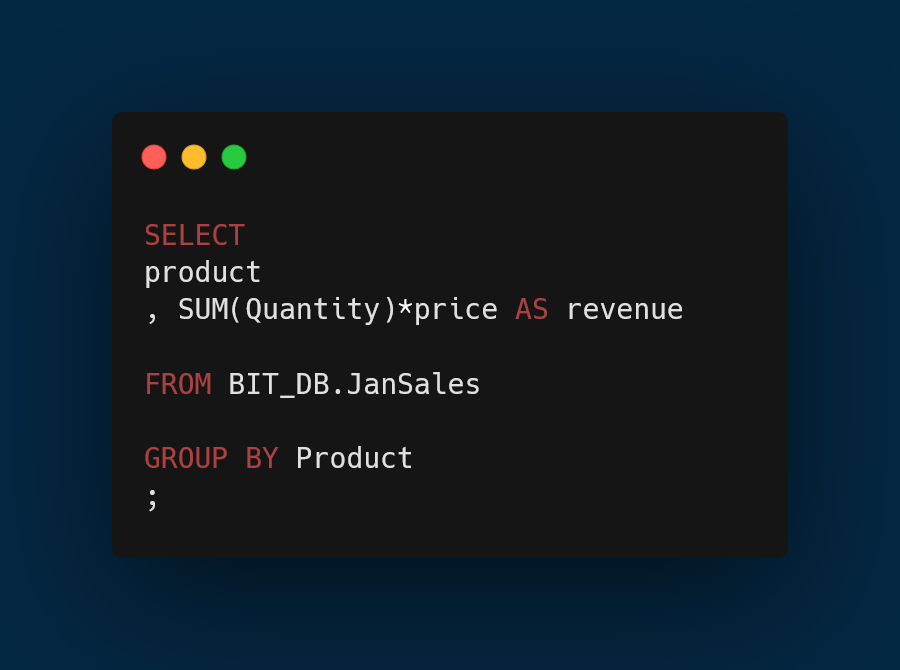 SELECT
product
, SUM(Quantity)*price AS revenue
FROM BIT_DB.JanSales
GROUP BY Product
;